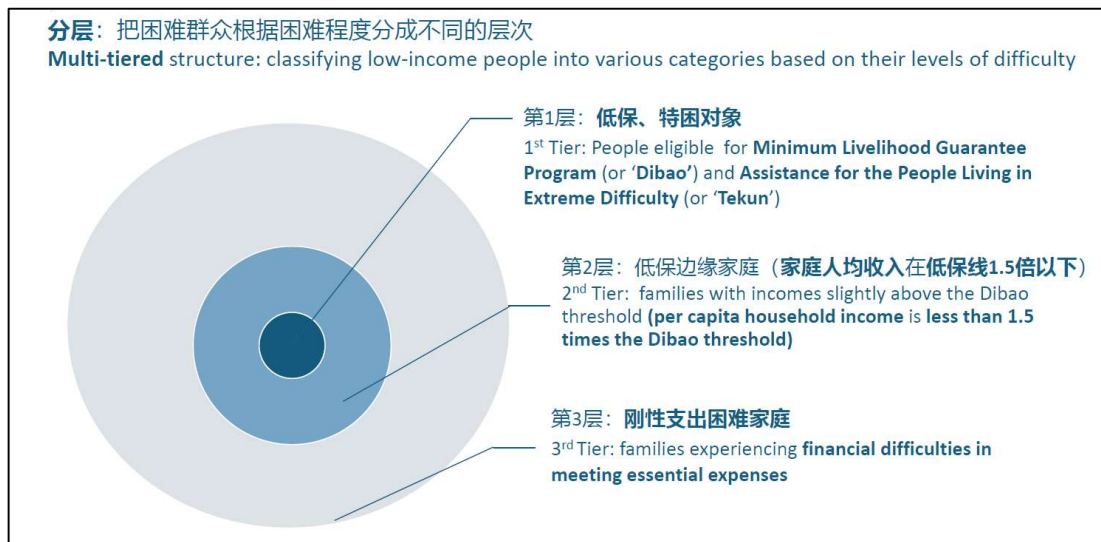 分层：把困难群众根据困难程度分成不同的层次
Multi-tiered structure: classifying low-income people into various categories based on their levels of difficulty
第1层：低保、特困对象
1st Tier: People eligible for Minimum Livelihood Guarantee
Program (or ‘Dibao’) and Assistance for the People Living in
Extreme Difficulty (or ‘Tekun’)
第2层：低保边缘家庭（家庭人均收入在低保线1.5倍以下）
2nd Tier: families with incomes slightly above the Dibao
threshold (per capita household income is less than 1.5
times the Dibao threshold)
第3层：刚性支出困难家庭
3rd Tier: families experiencing financial difficulties in
meeting essential expenses